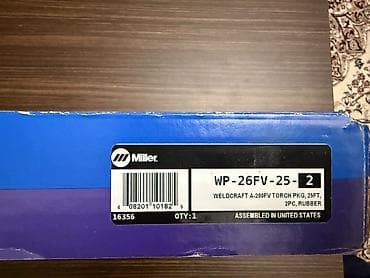 Miller.
WP-26FV-25-2
WELDCRAFT A-200FV TORCH PKG, 25FT,
2PC, RUBBER
08201 10182
16356 QTY:1 ASSEMBLED IN UNITED STATES